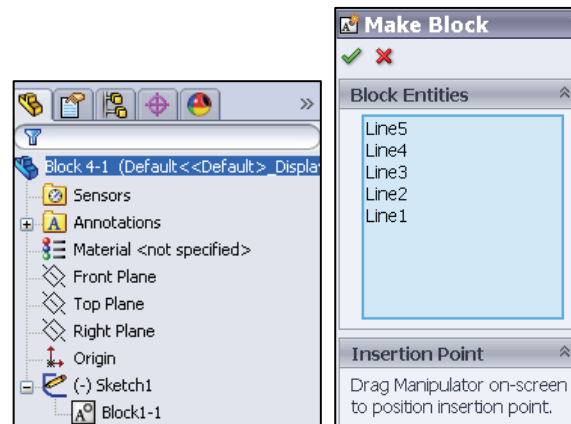 Block 4-1 (Default<<Default>_Displa
Sensors
A Annotations
Material <not specified>
Front Plane
Top Plane
Right Plane
Origin
(-) Sketch1
A Block1-1
Make Block
Block Entities
Line5
Line4
Line3
Line2
Line1
Insertion Point
Drag Manipulator on-screen
to position insertion point.